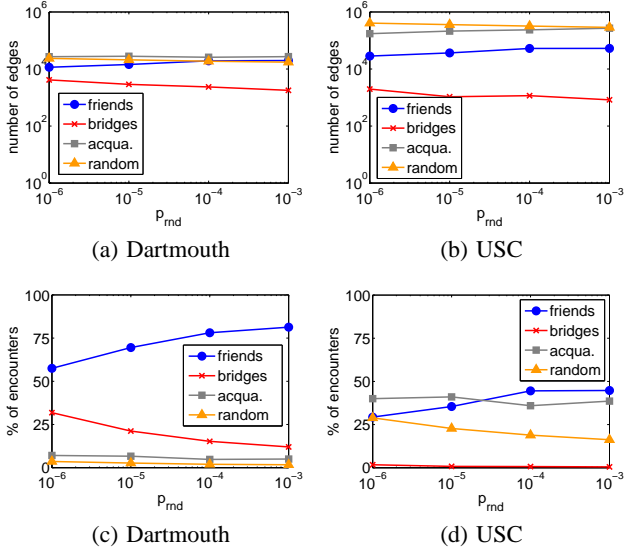 10^6
10^4
10^2
10^0
number of edges
friends
bridges
acqua.
random
10^−6 10^−5 10^−4 10^−3
p_rnd
(a) Dartmouth
10^6
10^4
10^2
10^0
number of edges
friends
bridges
acqua.
random
10^−6 10^−5 10^−4 10^−3
p_rnd
(b) USC
100
75
50
25
0
% of encounters
friends
bridges
acqua.
random
10^−6 10^−5 10^−4 10^−3
p_rnd
(c) Dartmouth
100
75
50
25
0
% of encounters
friends
bridges
acqua.
random
10^−6 10^−5 10^−4 10^−3
p_rnd
(d) USC